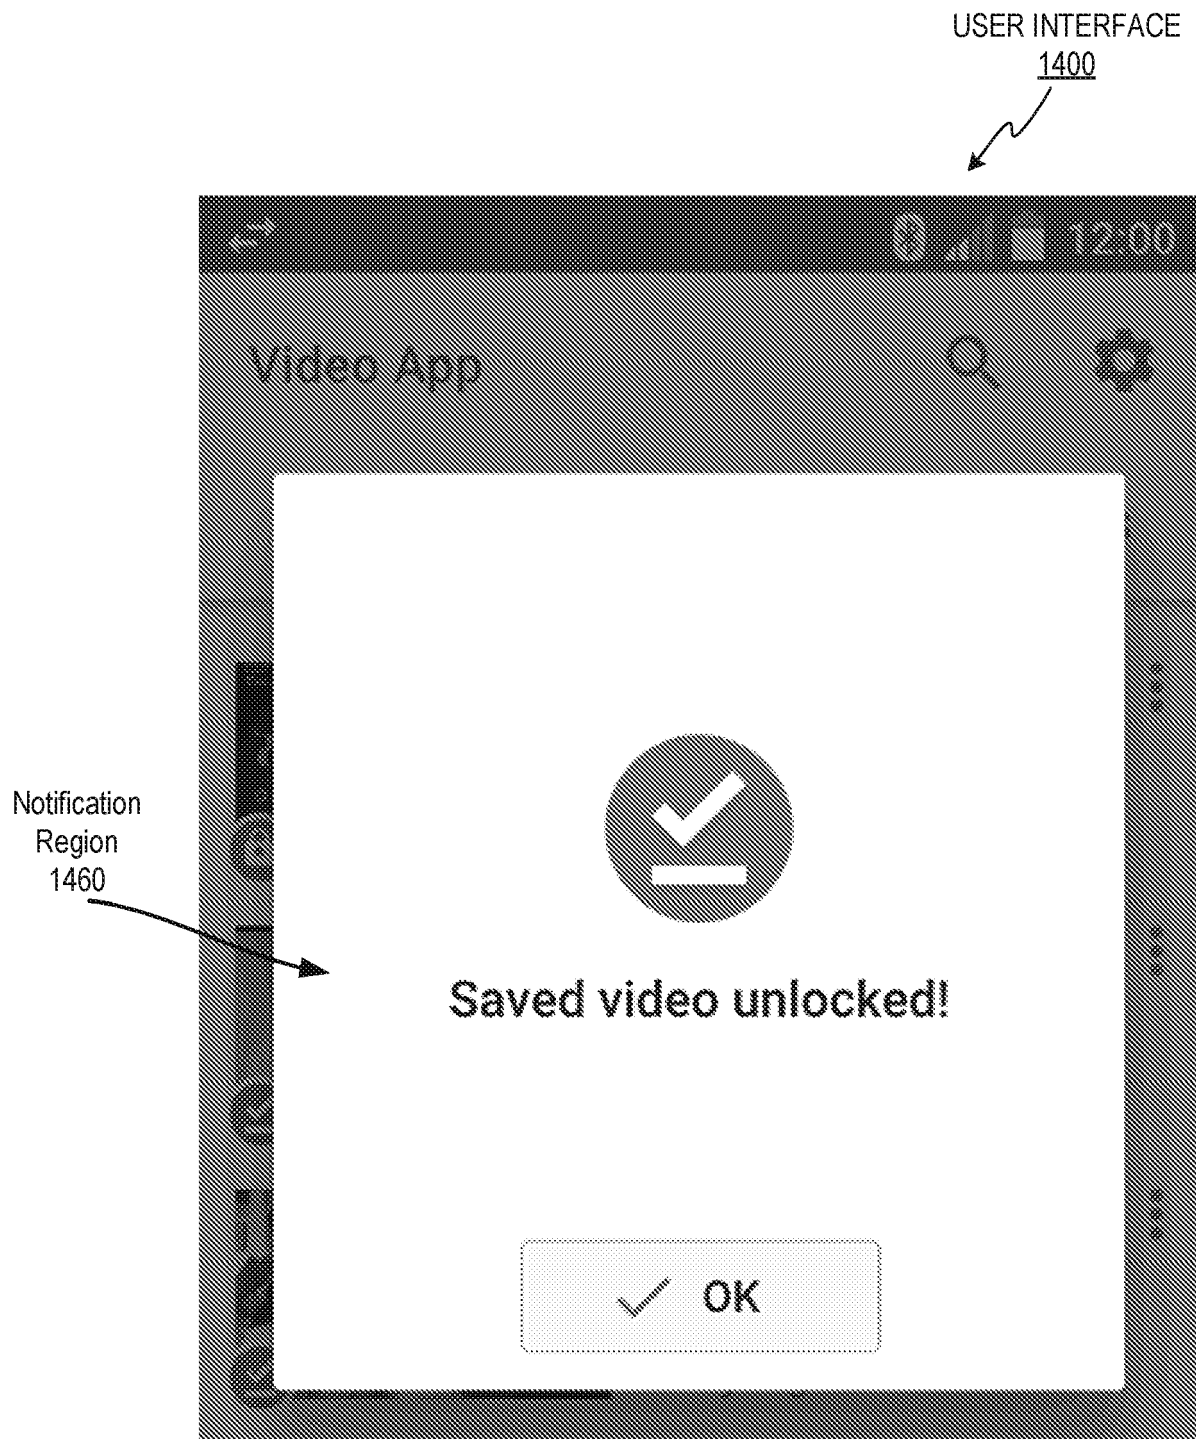 USER INTERFACE
1400
12:00
Video App
Notification
Region
1460
Saved video unlocked!
OK